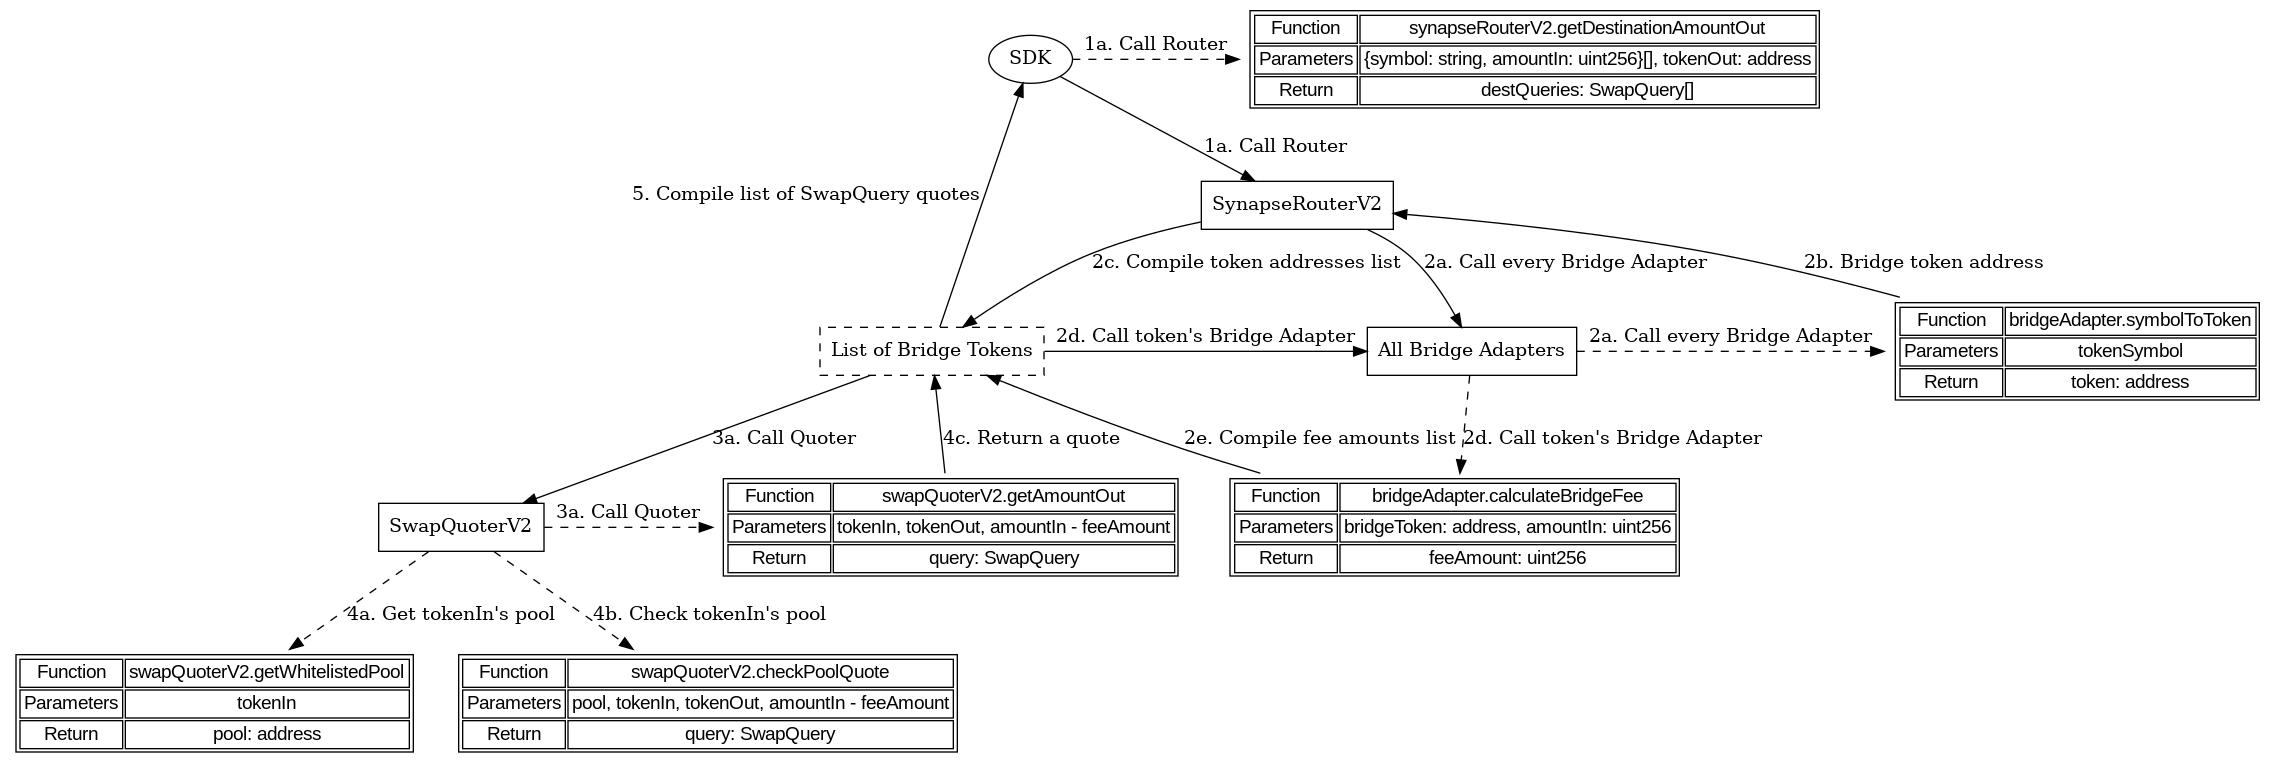 SDK
1a. Call Router
Function synapseRouterV2.getDestinationAmountOut
Parameters {symbol: string, amountIn: uint256}[], tokenOut: address
Return destQueries: SwapQuery[]
1a. Call Router
5. Compile list of SwapQuery quotes
SynapseRouterV2
2c. Compile token addresses list
2a. Call every Bridge Adapter
2b. Bridge token address
List of Bridge Tokens
2d. Call token's Bridge Adapter
All Bridge Adapters
2a. Call every Bridge Adapter
Function bridgeAdapter.symbolToToken
Parameters tokenSymbol
Return token: address
3a. Call Quoter
4c. Return a quote
2e. Compile fee amounts list
2d. Call token's Bridge Adapter
SwapQuoterV2
3a. Call Quoter
Function swapQuoterV2.getAmountOut
Parameters tokenIn, tokenOut, amountIn - feeAmount
Return query: SwapQuery
Function bridgeAdapter.calculateBridgeFee
Parameters bridgeToken: address, amountIn: uint256
Return feeAmount: uint256
4a. Get tokenIn's pool
4b. Check tokenIn's pool
Function swapQuoterV2.getWhitelistedPool
Parameters tokenIn
Return pool: address
Function swapQuoterV2.checkPoolQuote
Parameters pool, tokenIn, tokenOut, amountIn - feeAmount
Return query: SwapQuery